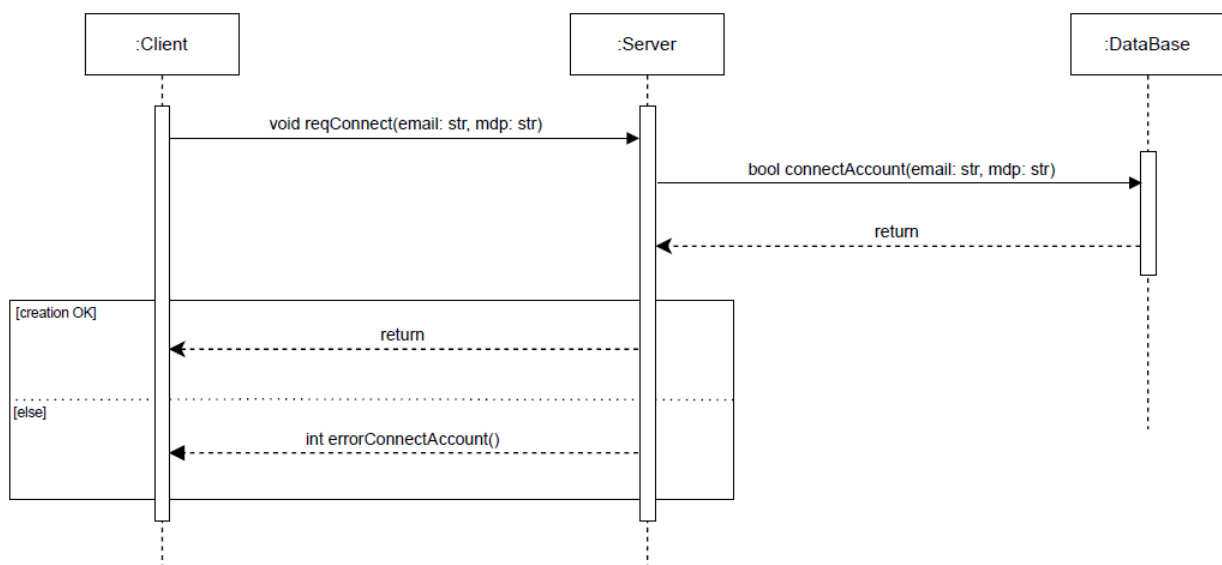 :Client
:Server
:DataBase
void reqConnect(email: str, mdp: str)
bool connectAccount(email: str, mdp: str)
return
[creation OK]
return
[else]
int errorConnectAccount()